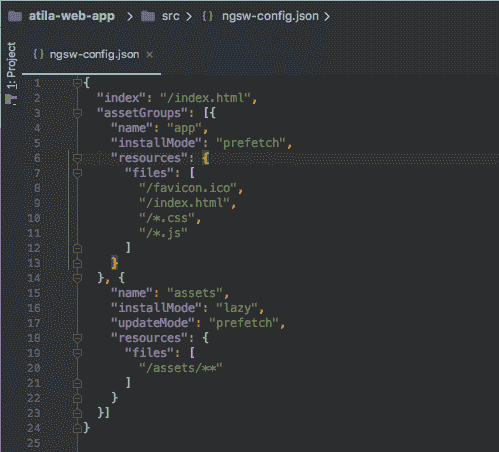 atila-web-app > src > ngsw-config.json >
ngsw-config.json ×
1: Project
1 {
2   "index": "/index.html",
3   "assetGroups": [{
4     "name": "app",
5     "installMode": "prefetch",
6     "resources": {
7       "files": [
8         "/favicon.ico",
9         "/index.html",
10         "/*.css",
11         "/*.js"
12       ]
13     }
14   }, {
15     "name": "assets",
16     "installMode": "lazy",
17     "updateMode": "prefetch",
18     "resources": {
19       "files": [
20         "/assets/**"
21       ]
22     }
23   }]
24 }
25